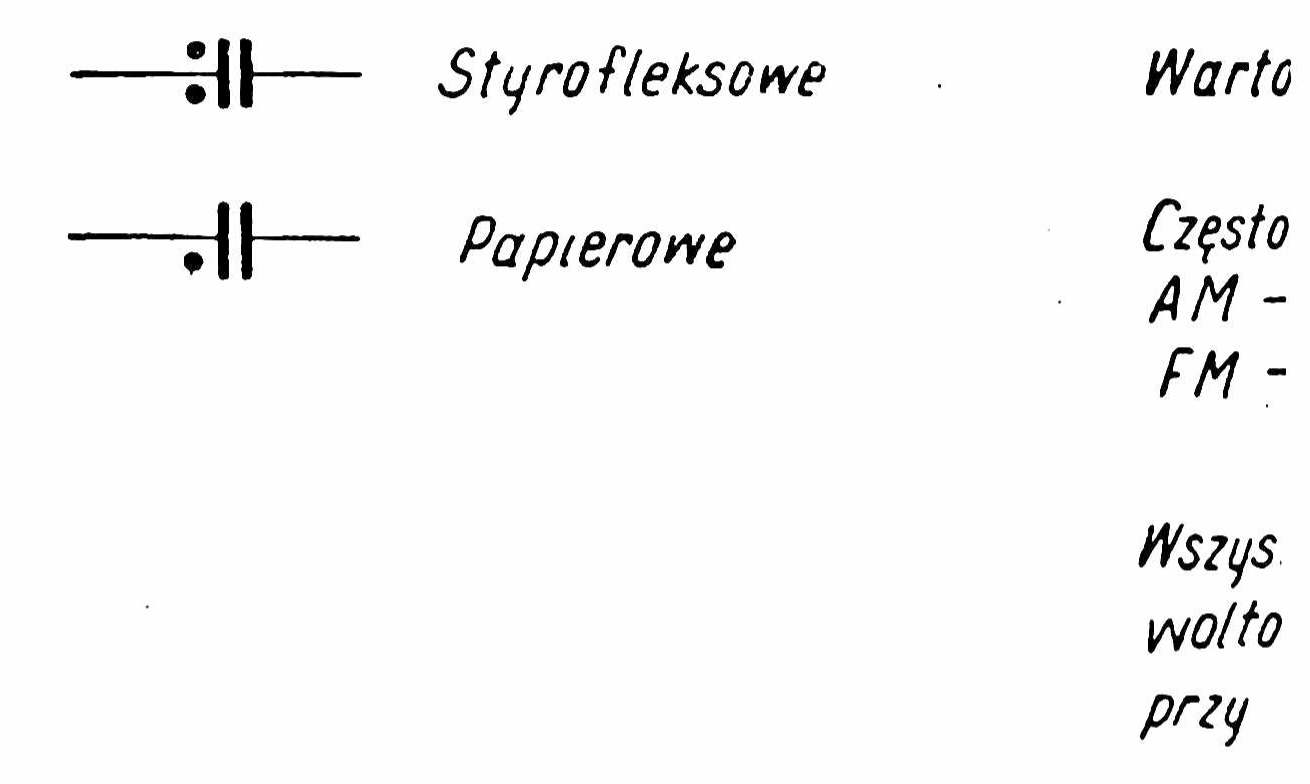 Styrofleksowe
Papierowe
Warto
Często
AM -
FM -
Wszys
wolto
przy